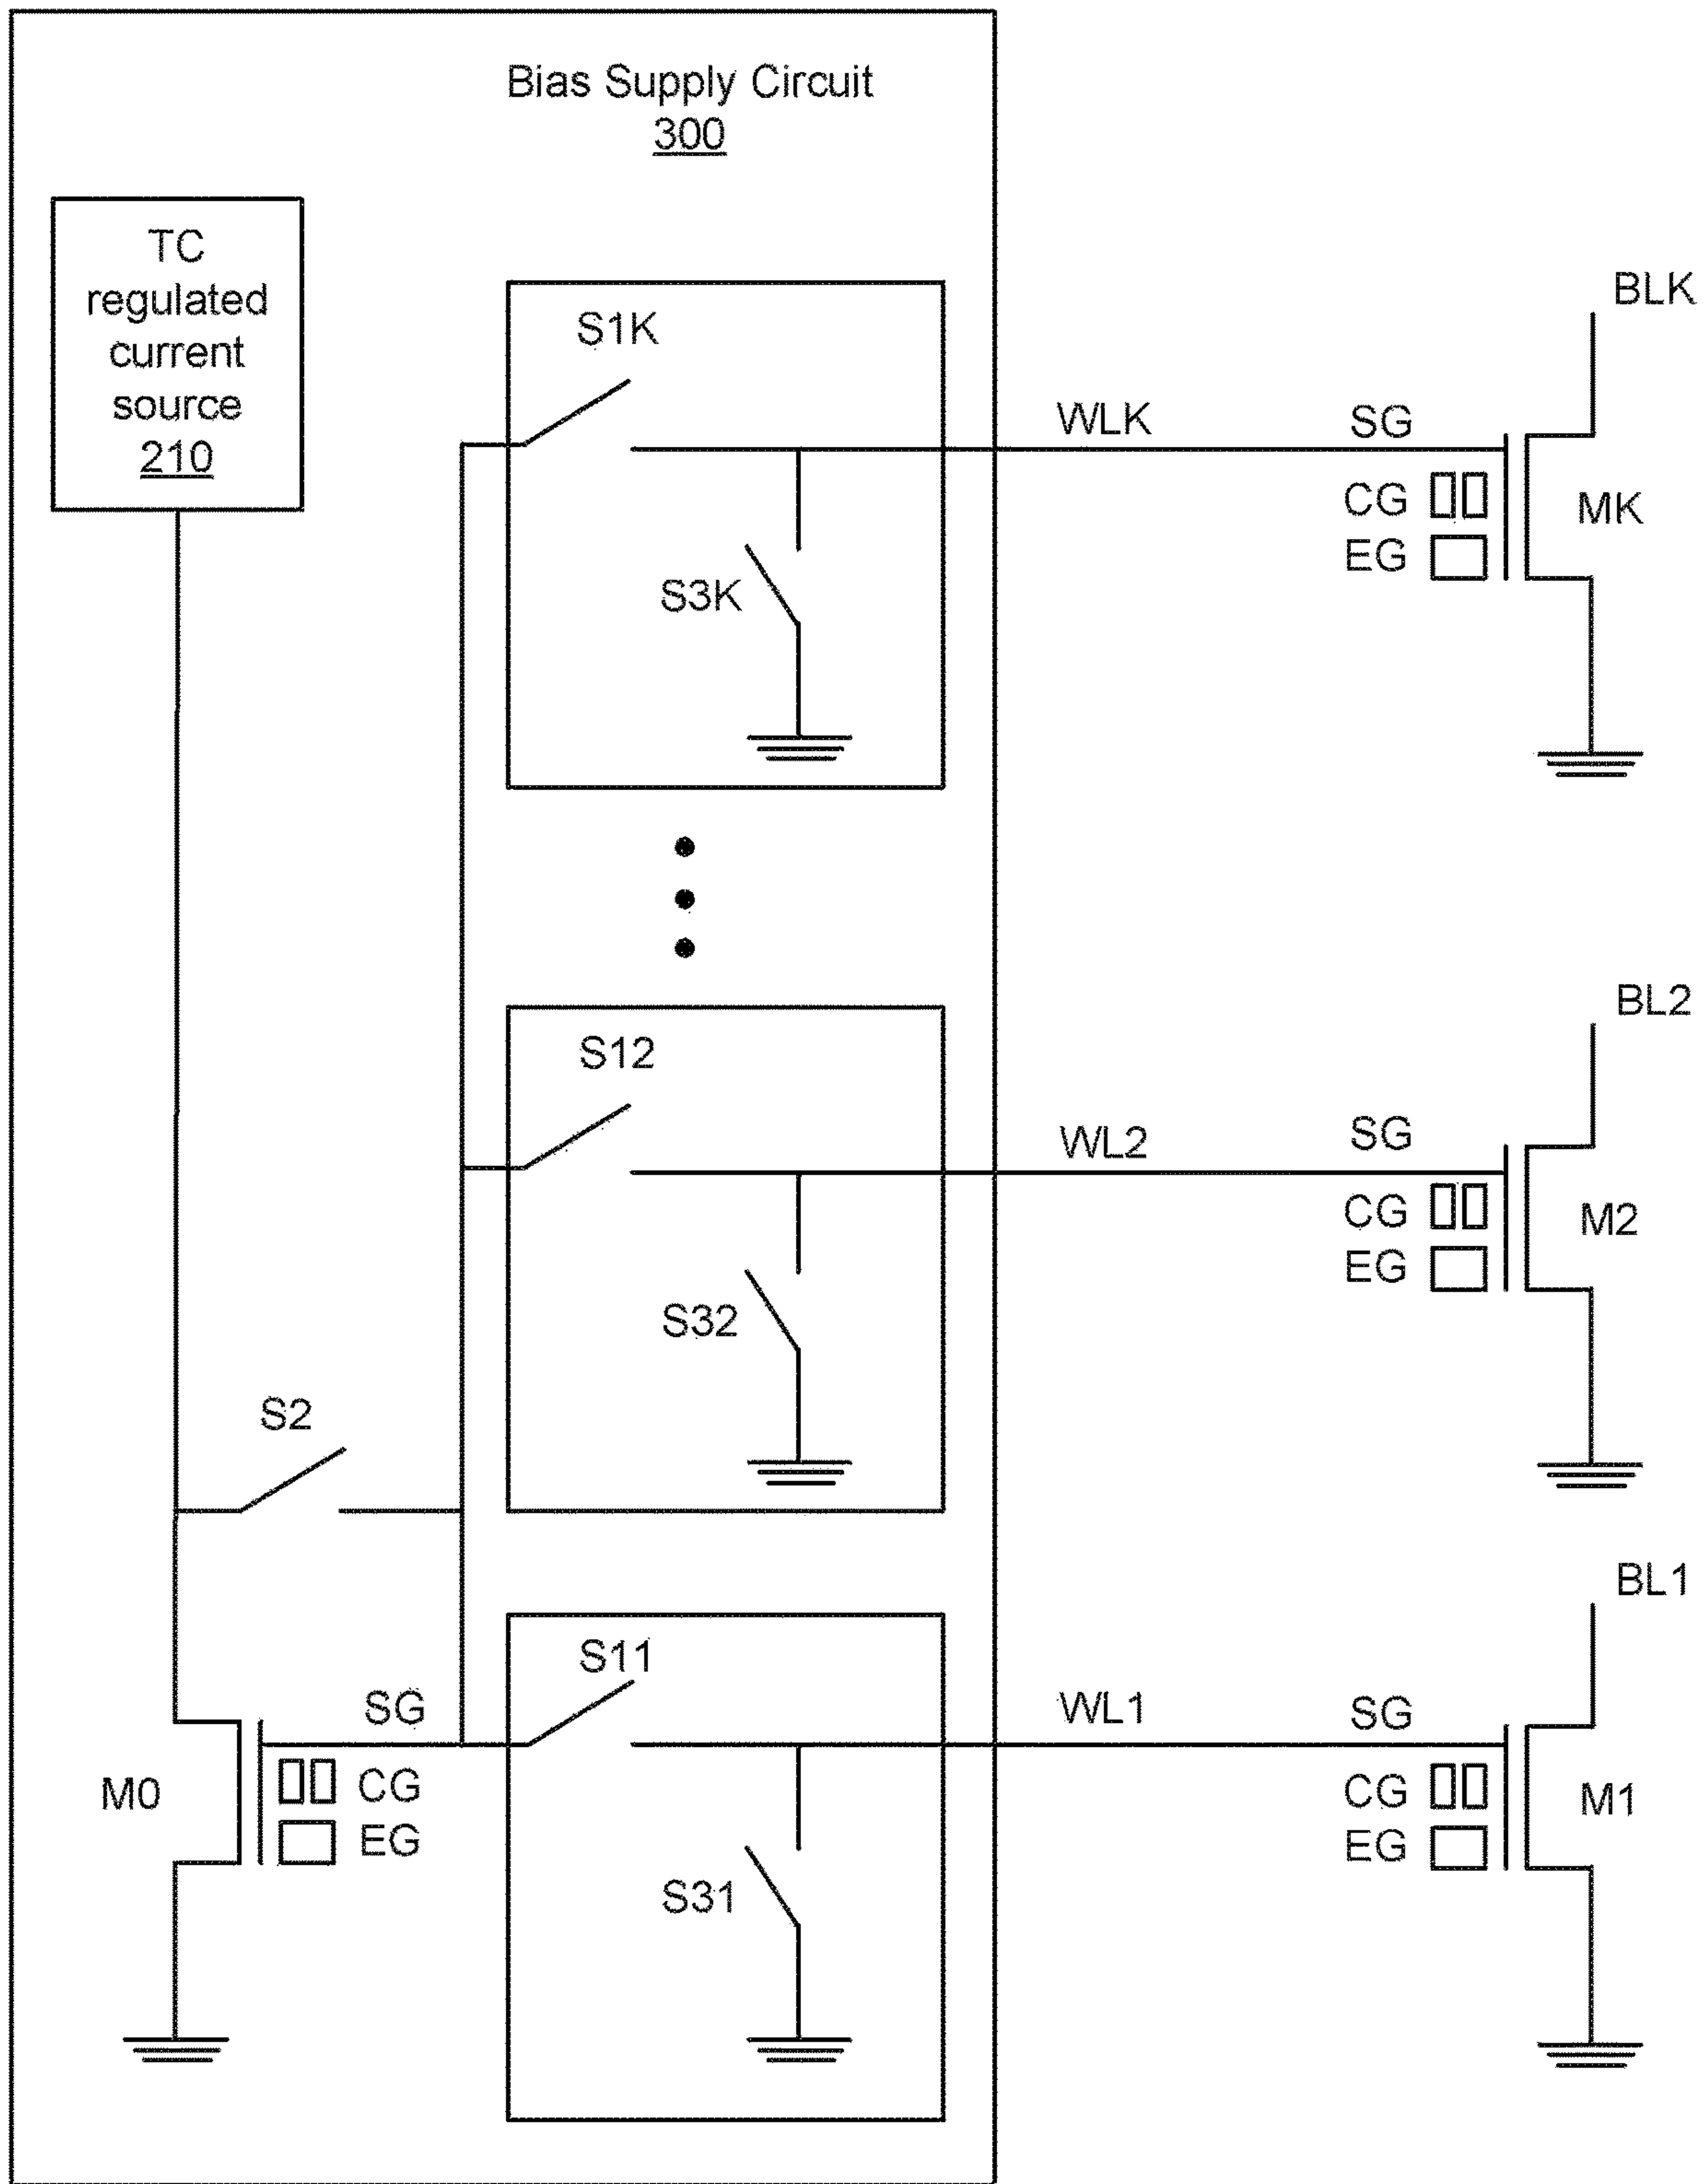 Bias Supply Circuit
300
TC
regulated
current
source
210
S1K
S3K
WLK
SG
CG
EG
BLK
MK
S12
S32
WL2
SG
CG
EG
BL2
M2
S2
S11
S31
SG
CG
EG
M0
WL1
SG
CG
EG
BL1
M1